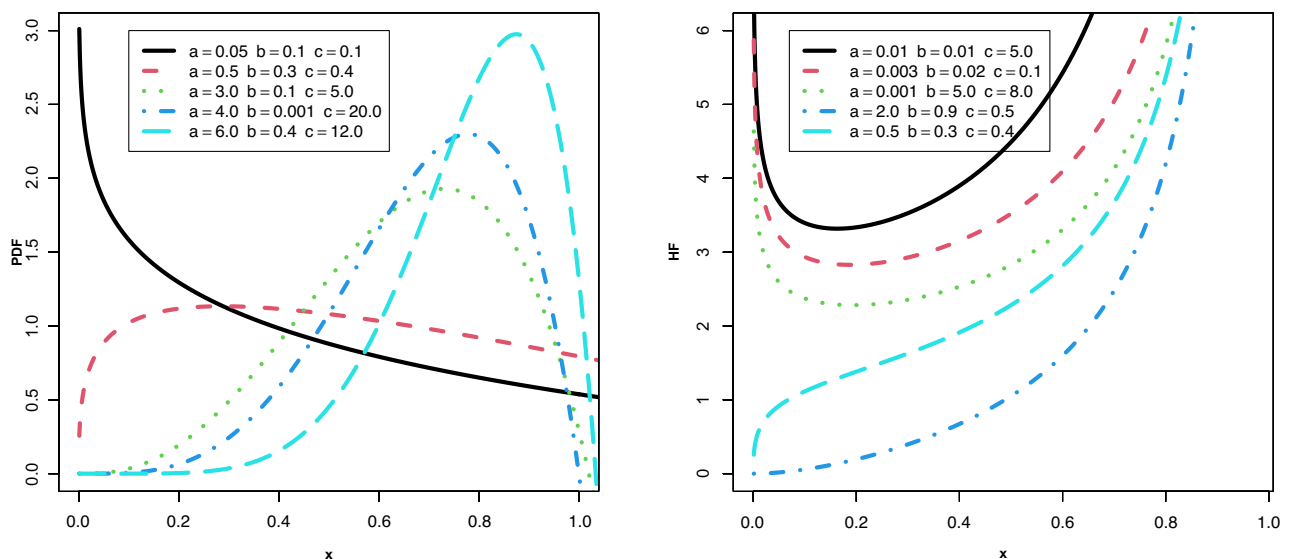 3.0
2.5
2.0
1.5
1.0
0.5
0.0
PDF
a = 0.05 b = 0.1 c = 0.1
a = 0.5 b = 0.3 c = 0.4
a = 3.0 b = 0.1 c = 5.0
a = 4.0 b = 0.001 c = 20.0
a = 6.0 b = 0.4 c = 12.0
0.0 0.2 0.4 0.6 0.8 1.0
x
6
5
4
3
2
1
0
HF
a = 0.01 b = 0.01 c = 5.0
a = 0.003 b = 0.02 c = 0.1
a = 0.001 b = 5.0 c = 8.0
a = 2.0 b = 0.9 c = 0.5
a = 0.5 b = 0.3 c = 0.4
0.0 0.2 0.4 0.6 0.8 1.0
x